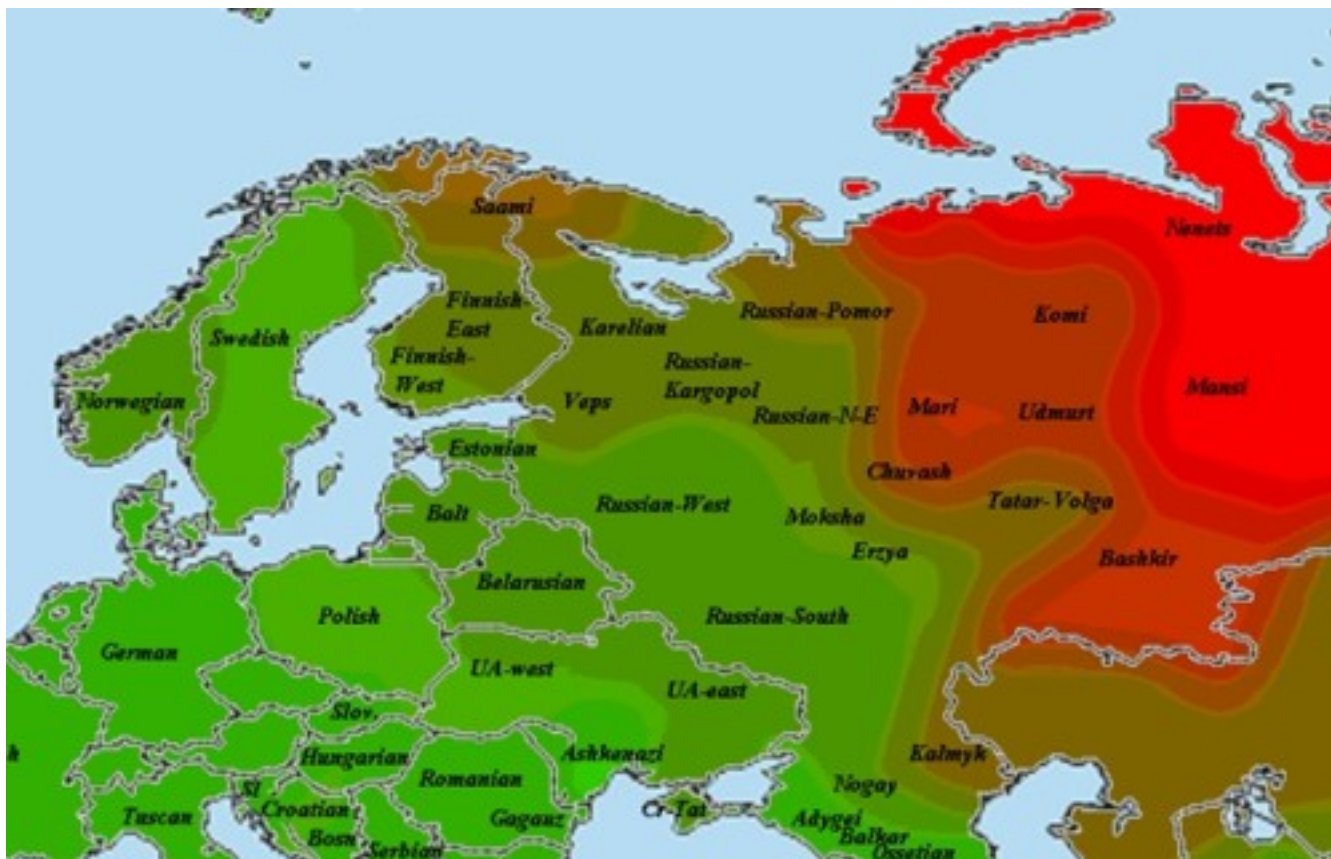 Nenets
Saami
Finnish-
East
Karelian
Russian-Pomor
Komi
Swedish
Finnish-
West
Russian-
Kargopol
Mansi
Norwegian
Veps
Russian-N-E
Mari
Udmurt
Estonian
Chuvash
Balt
Russian-West
Moksha
Tatar-Volga
Erzya
Bashkir
Belarusian
Polish
Russian-South
German
UA-west
UA-east
Slov.
h
Hungarian
Ashkenazi
Kalmyk
Romanian
Nogay
Sl
Croatian
Cr-Tat
Tuscan
Gagauz
Adygei
Bosn
Balkar
Serbian
Ossetian